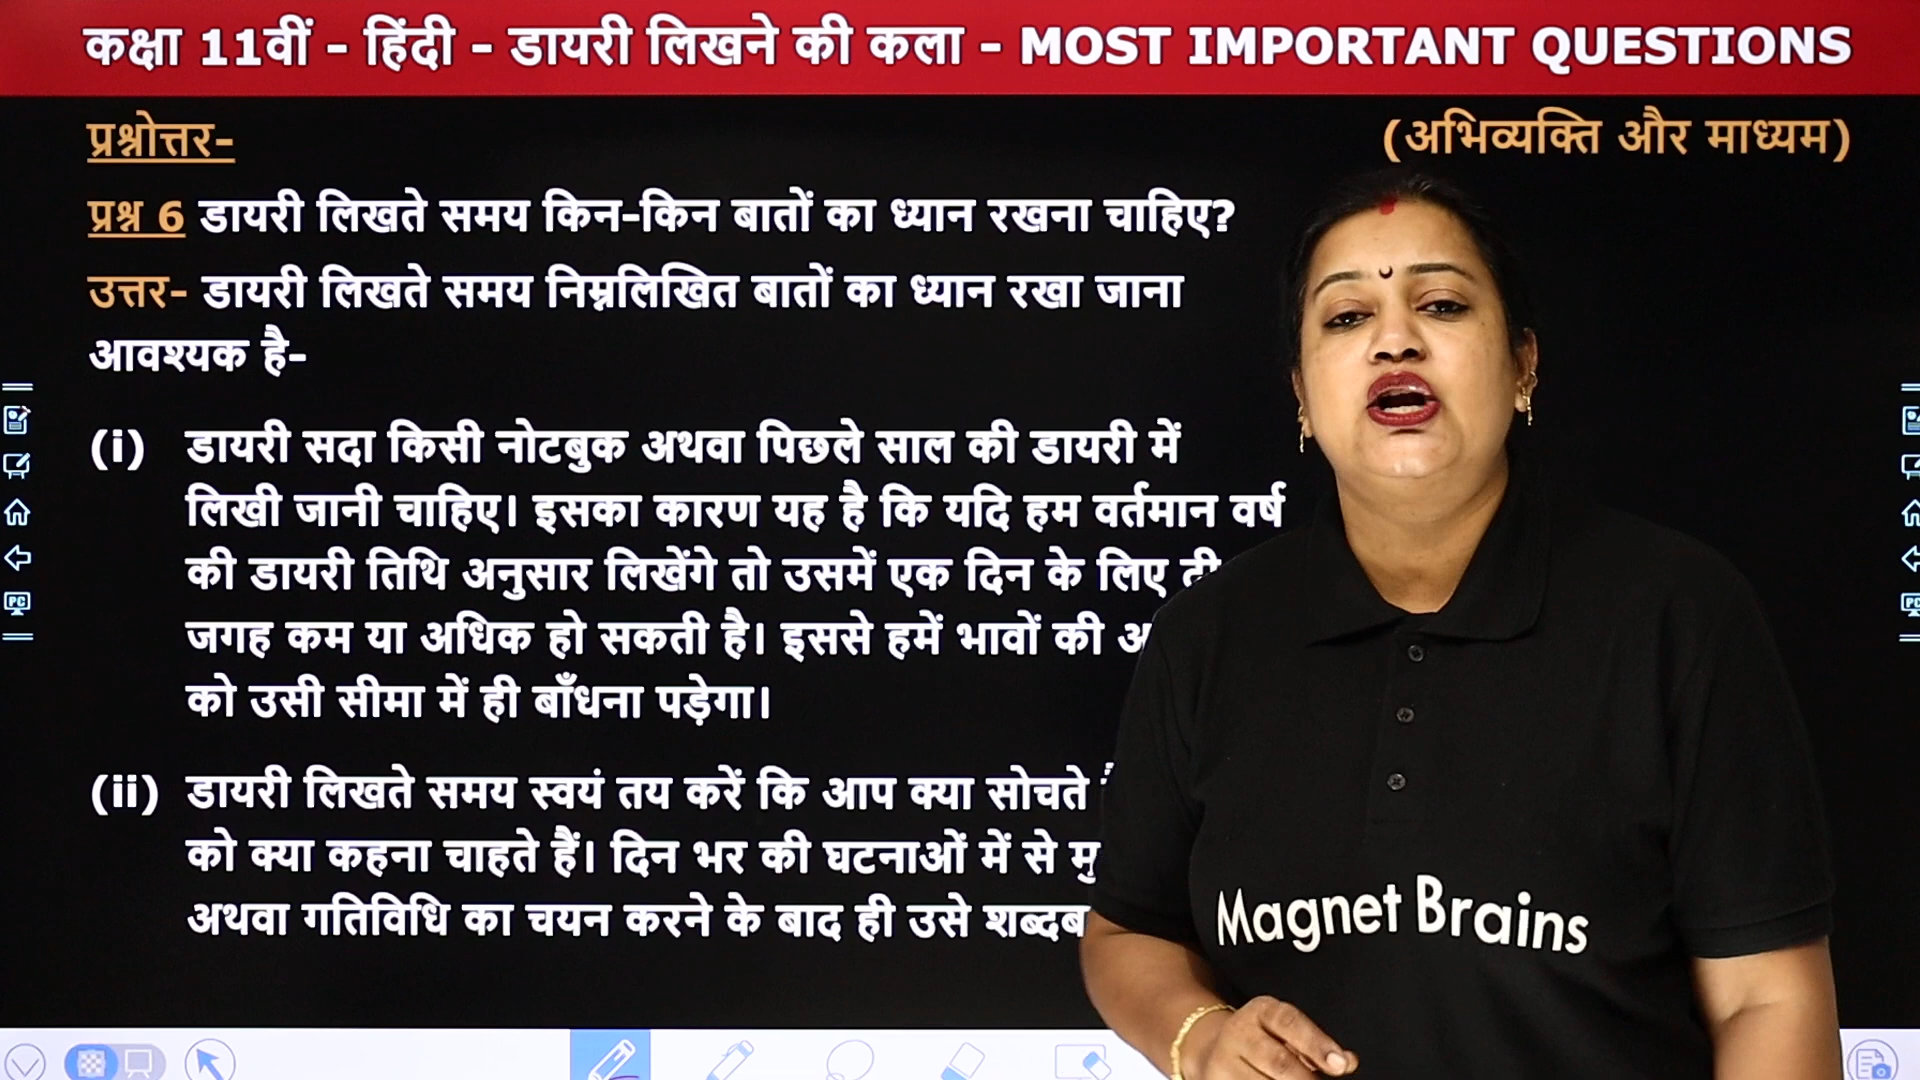 कक्षा 11वीं - हिंदी - डायरी लिखने की कला - MOST IMPORTANT QUESTIONS
प्रश्नोत्तर-
(अभिव्यक्ति और माध्यम)
प्रश्न 6 डायरी लिखते समय किन-किन बातों का ध्यान रखना चाहिए?
उत्तर- डायरी लिखते समय निम्नलिखित बातों का ध्यान रखा जाना
आवश्यक है-
(i) डायरी सदा किसी नोटबुक अथवा पिछले साल की डायरी में
लिखी जानी चाहिए। इसका कारण यह है कि यदि हम वर्तमान वर्ष
की डायरी तिथि अनुसार लिखेंगे तो उसमें एक दिन के लिए
जगह कम या अधिक हो सकती है। इससे हमें भावों की
को उसी सीमा में ही बाँधना पड़ेगा।
(ii) डायरी लिखते समय स्वयं तय करें कि आप क्या सोचते
को क्या कहना चाहते हैं। दिन भर की घटनाओं में से
अथवा गतिविधि का चयन करने के बाद ही उसे
Magnet Brains
PC